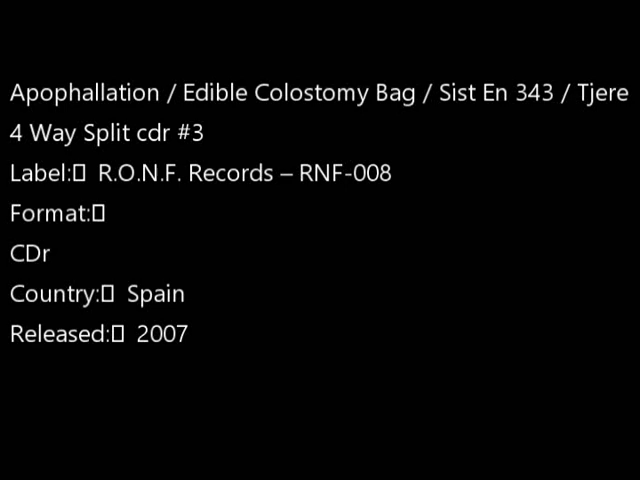 Apophallation / Edible Colostomy Bag / Sist En 343 / Tjere
4 Way Split cdr #3
Label: R.O.N.F. Records – RNF-008
Format:
CDr
Country: Spain
Released: 2007